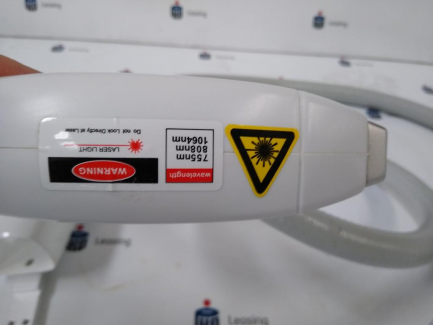 WARNING
LASER LIGHT
Do not Look Directly at Laser
wavelength
755nm
808nm
1064nm
Leasing
Leasing
Leasing
Leasing